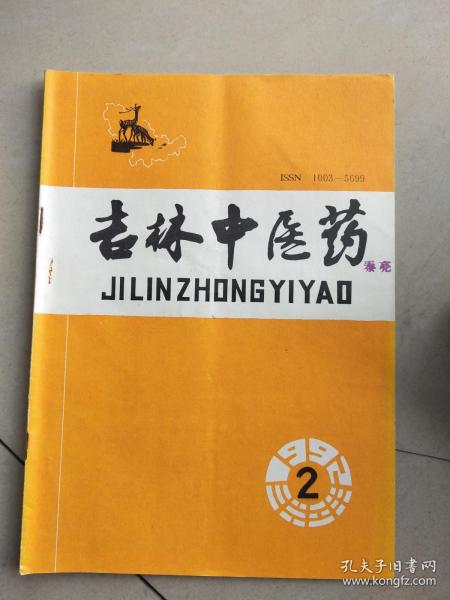 ISSN 1003-5699
吉林中医药
秦亮
JILINZHONGYIYAO
1992
2
孔夫子旧书网
www.kongfz.com